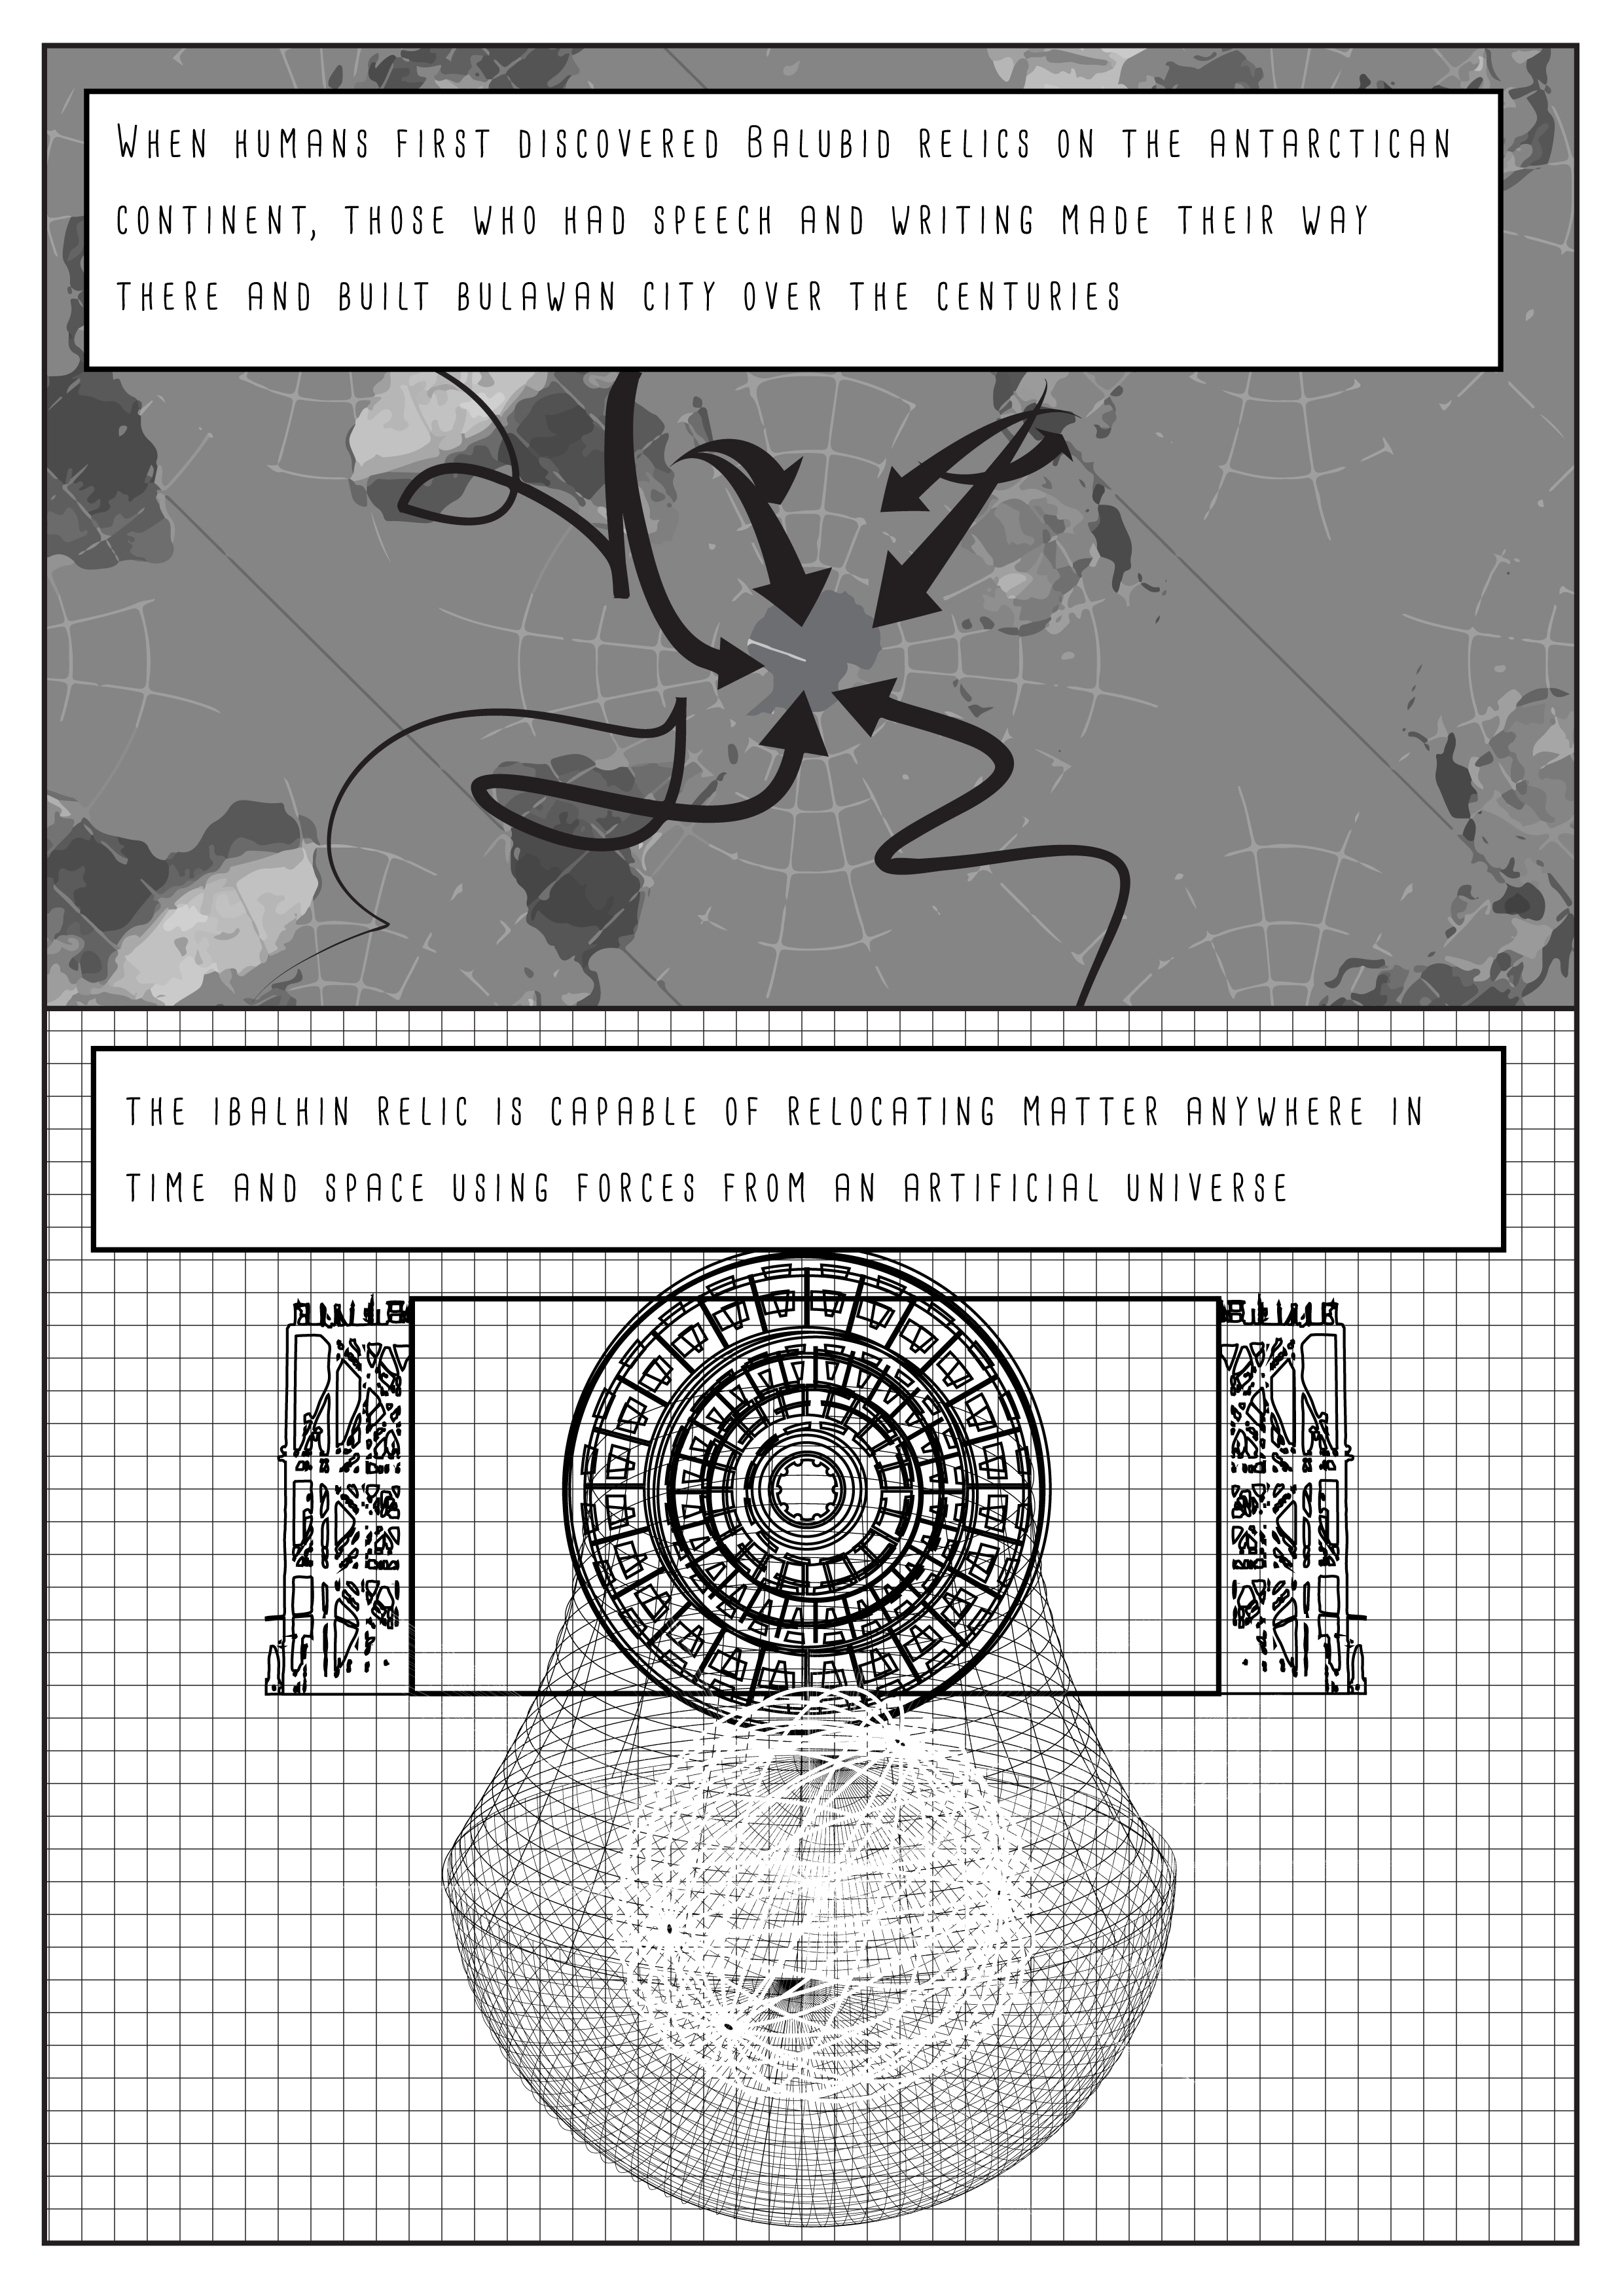 When humans first discovered Balubid relics on the antarctican
continent, those who had speech and writing made their way
there and built bulawan city over the centuries
the ibalhin relic is capable of relocating matter anywhere in
time and space using forces from an artificial universe